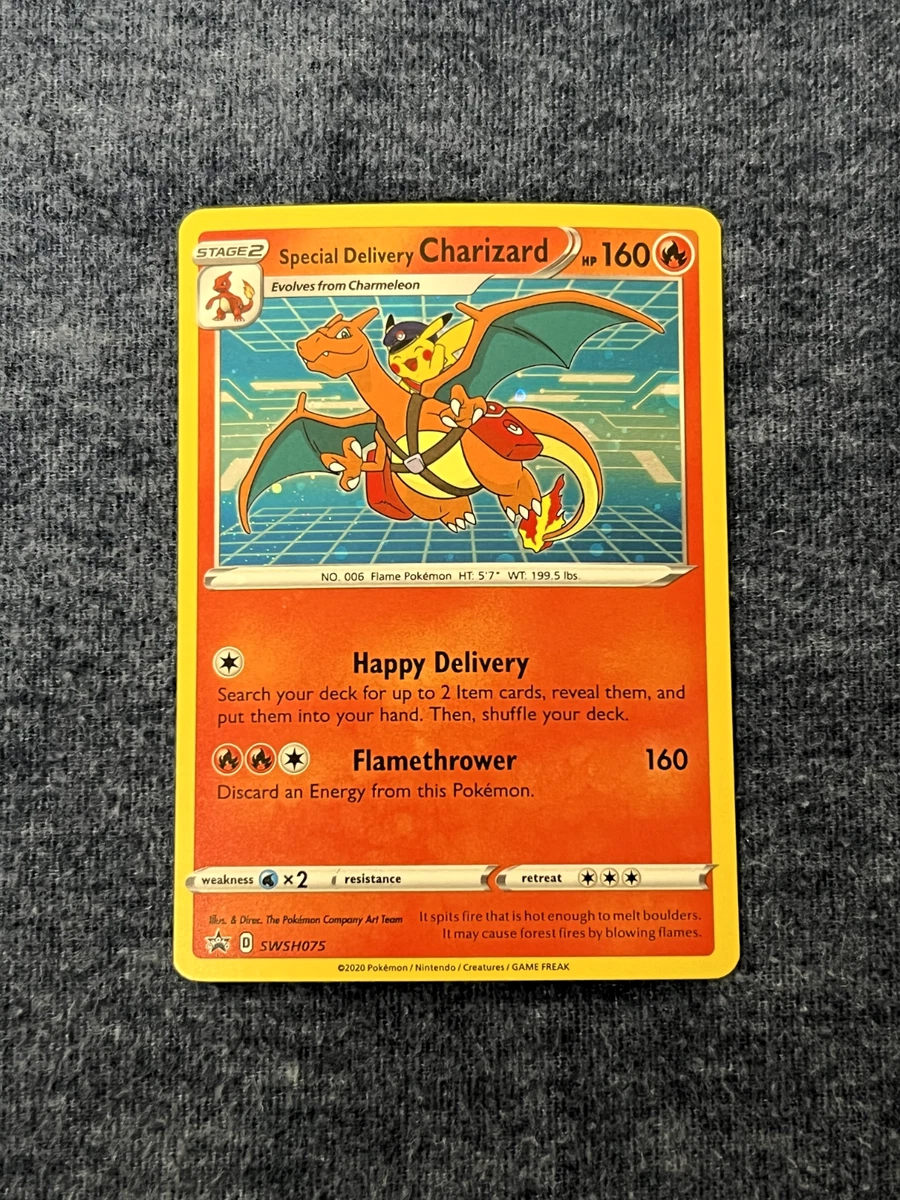 STAGE 2
Special Delivery Charizard HP 160
Evolves from Charmeleon
NO. 006 Flame Pokémon HT: 5'7" WT: 199.5 lbs.
Happy Delivery
Search your deck for up to 2 Item cards, reveal them, and
put them into your hand. Then, shuffle your deck.
Flamethrower 160
Discard an Energy from this Pokémon.
weakness ×2 resistance retreat
Illus. & Direc. The Pokémon Company Art Team
It spits fire that is hot enough to melt boulders.
It may cause forest fires by blowing flames.
D SWSH075
©2020 Pokémon / Nintendo / Creatures / GAME FREAK